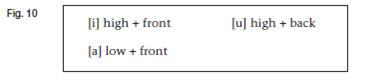 Fig. 10
[i] high + front [u] high + back
[a] low + front